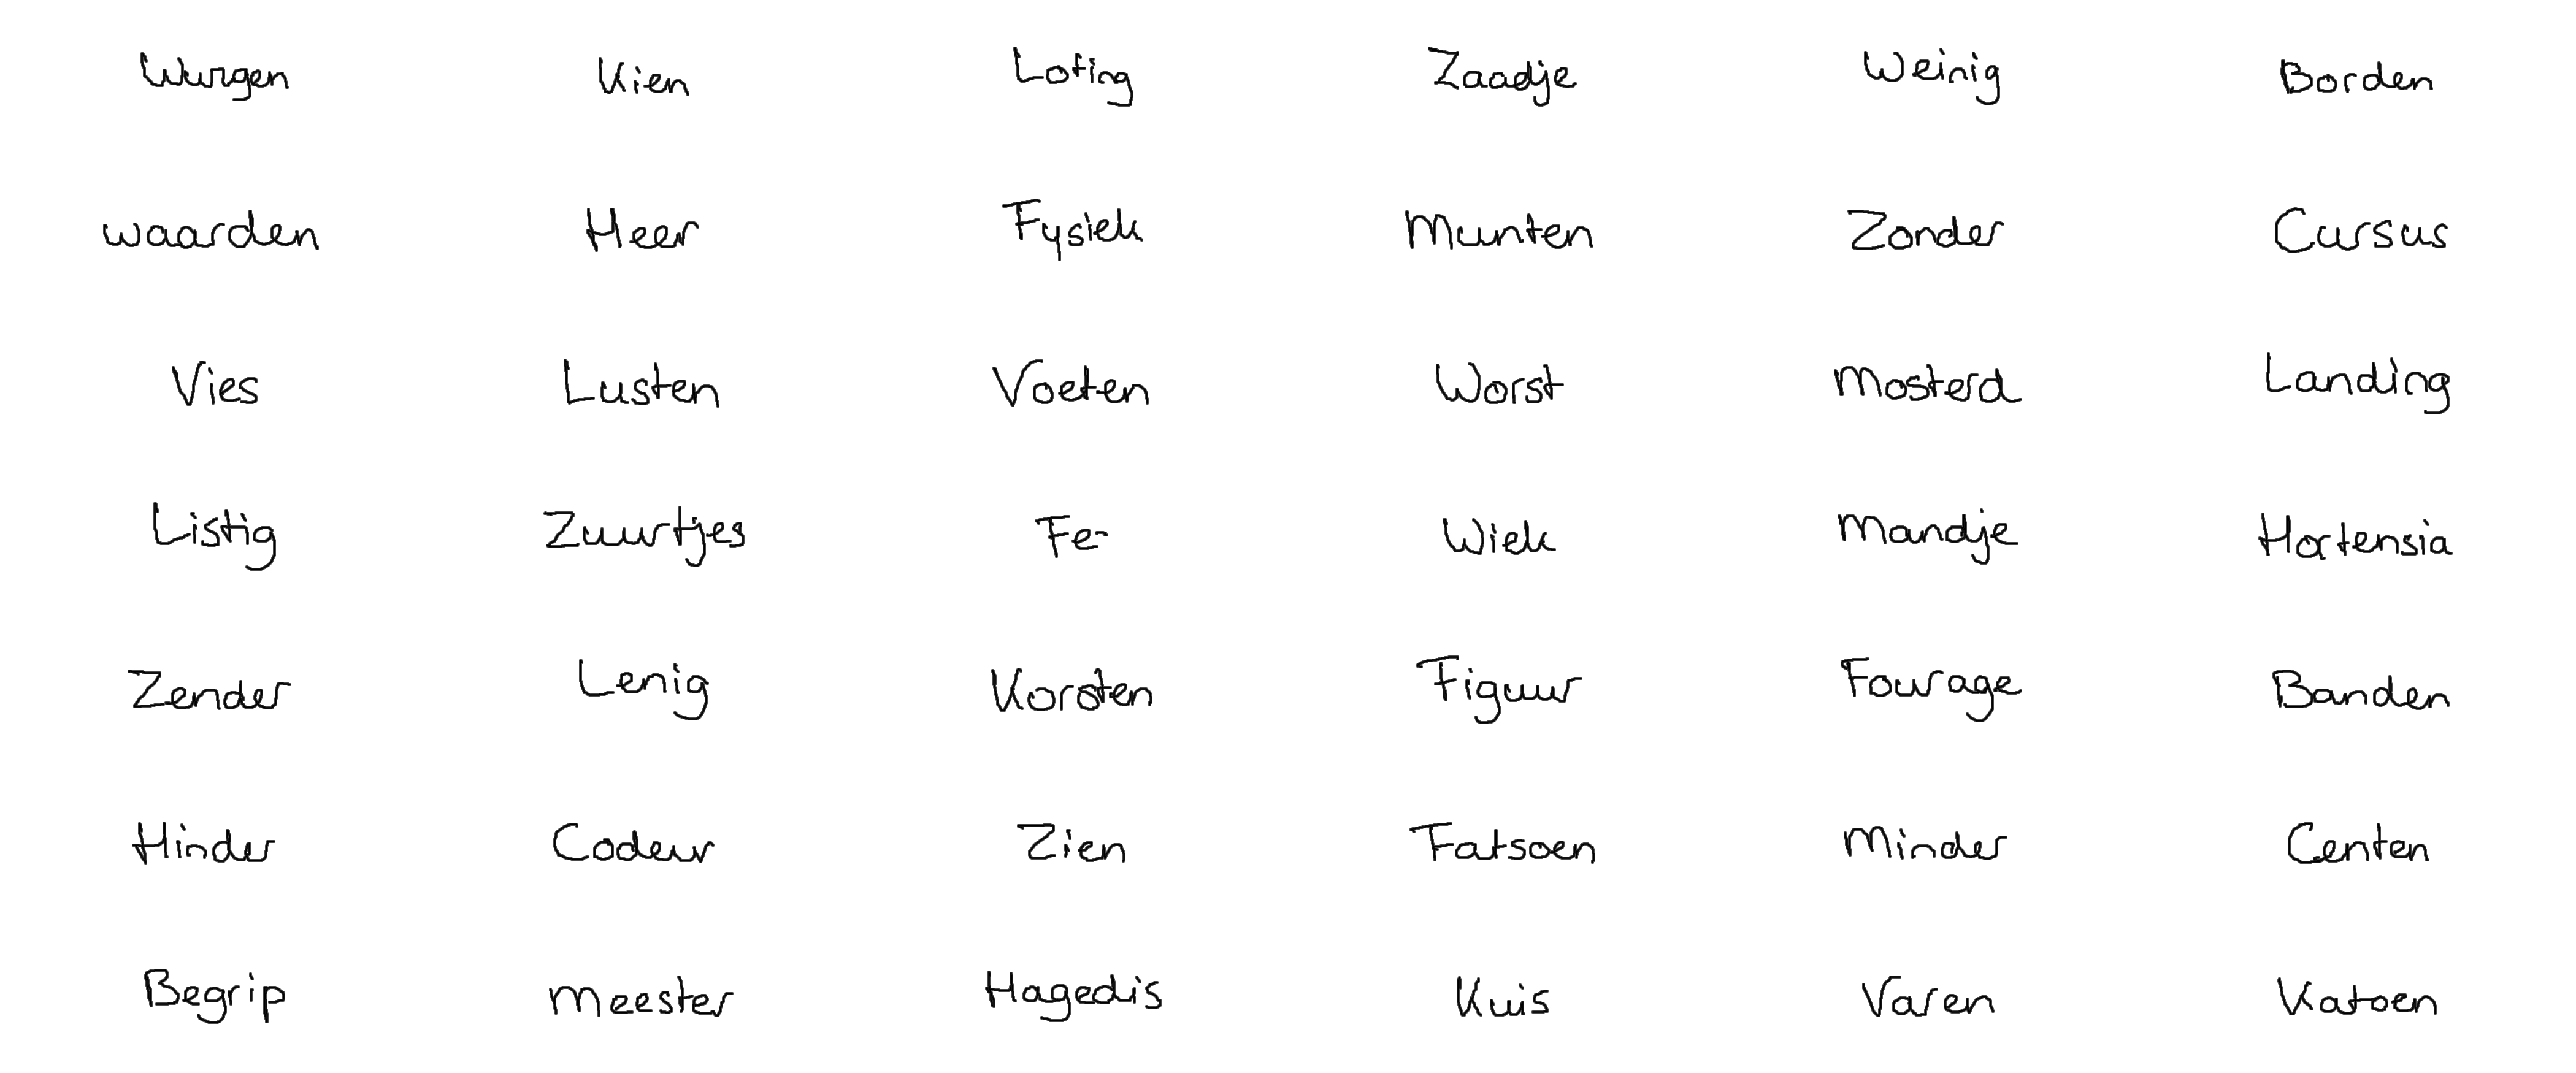 Wurgen Kien Loting Zaadje Weinig Borden
waarden Heer Fysiek Munten Zonder Cursus
Vies Lusten Voeten Worst Mosterd Landing
Listig Zuurtjes Fe- Wiek Mandje Hortensia
Zender Lenig Korsten Figuur Fourage Banden
Hinder Codeur Zien Fatsoen Minder Centen
Begrip Meester Hagedis Kuis Varen Katoen